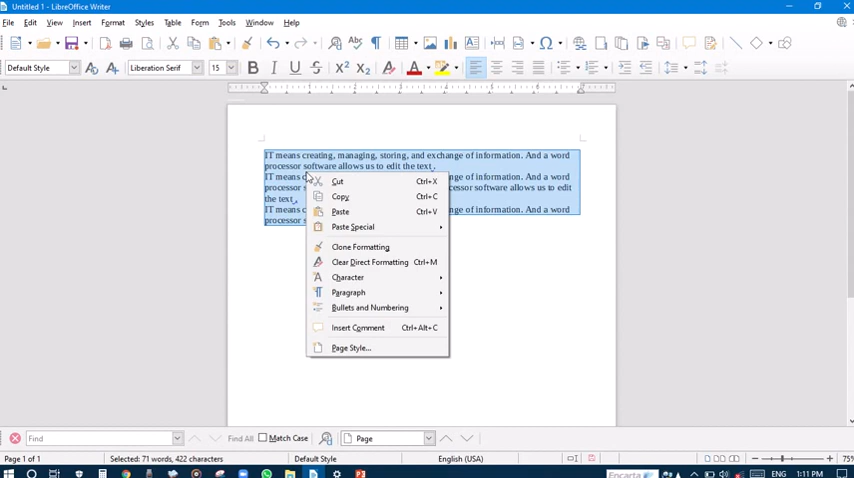 Untitled 1 - LibreOffice Writer
File Edit View Insert Format Styles Table Form Tools Window Help
Default Style Liberation Serif 15
IT means creating, managing, storing, and exchange of information. And a word
processor software allows us to edit the text .
IT means c ge of information. And a word
processor s cessor software allows us to edit
the text .
IT means c ge of information. And a word
processor s
Cut Ctrl+X
Copy Ctrl+C
Paste Ctrl+V
Paste Special
Clone Formatting
Clear Direct Formatting Ctrl+M
Character
Paragraph
Bullets and Numbering
Insert Comment Ctrl+Alt+C
Page Style...
Find Find All Match Case Page
Page 1 of 1 Selected: 71 words, 422 characters Default Style English (USA) 75%
Encarta ENG 1:11 PM